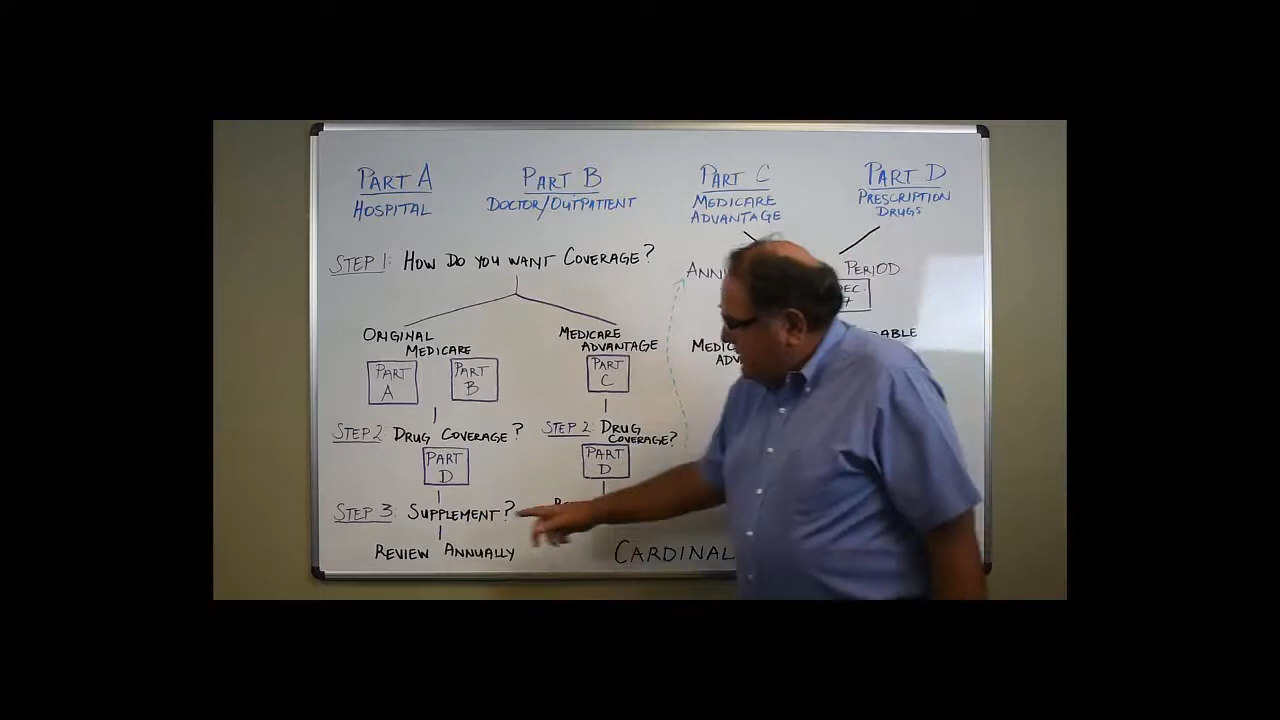 PART A
HOSPITAL
PART B
DOCTOR/OUTPATIENT
PART C
MEDICARE
ADVANTAGE
PART D
PRESCRIPTION
DRUGS
STEP 1: HOW DO YOU WANT COVERAGE?
ORIGINAL
MEDICARE
PART
A
PART
B
STEP 2: DRUG COVERAGE?
PART
D
STEP 3: SUPPLEMENT?
REVIEW ANNUALLY
MEDICARE
ADVANTAGE
PART
C
STEP 2: DRUG
COVERAGE?
PART
D
PERIOD
DEC
7
CARDINAL